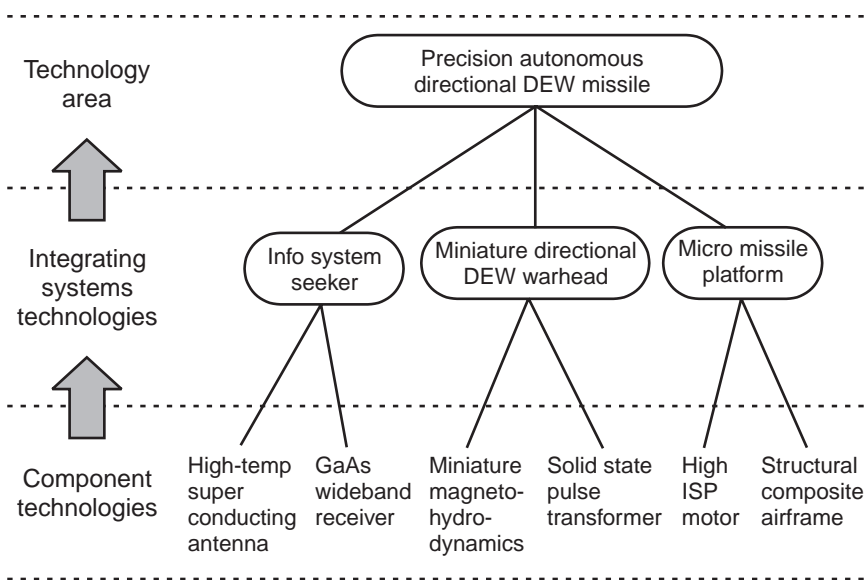 Technology
area
Precision autonomous
directional DEW missile
Integrating
systems
technologies
Info system
seeker
Miniature directional
DEW warhead
Micro missile
platform
Component
technologies
High-temp
super
conducting
antenna
GaAs
wideband
receiver
Miniature
magneto-
hydro-
dynamics
Solid state
pulse
transformer
High
ISP
motor
Structural
composite
airframe